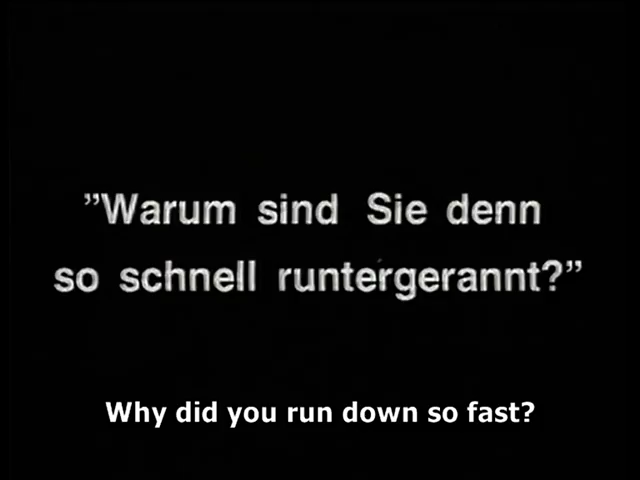 ”Warum sind Sie denn
so schnell runtergerannt?”
Why did you run down so fast?